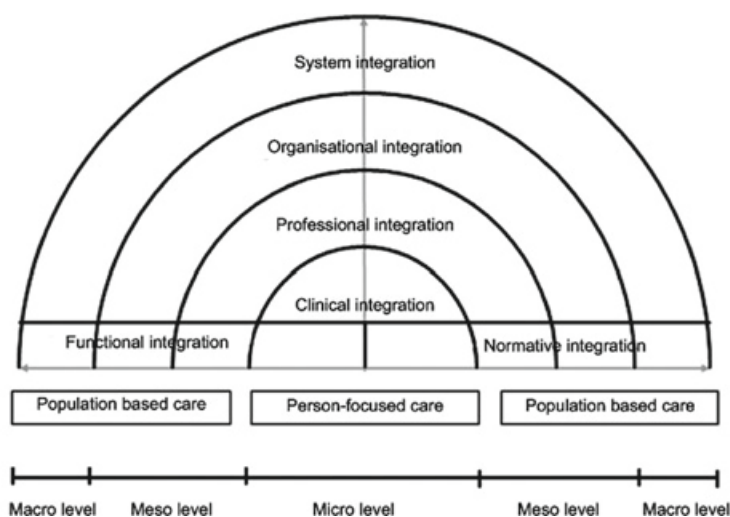 System integration
Organisational integration
Professional integration
Clinical integration
Functional integration
Normative integration
Population based care
Person-focused care
Population based care
Macro level
Meso level
Micro level
Meso level
Macro level